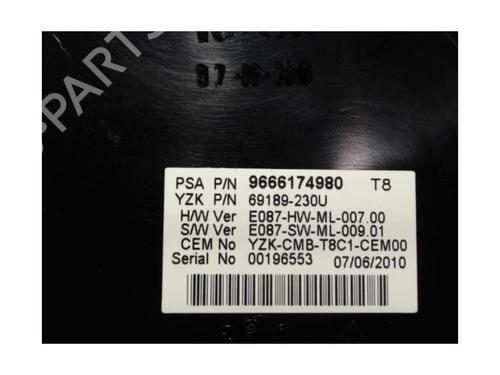 PSA P/N 9666174980 T8
YZK P/N 69189-230U
H/W Ver E087-HW-ML-007.00
S/W Ver E087-SW-ML-009.01
CEM No YZK-CMB-T8C1-CEM00
Serial No 00196553 07/06/2010